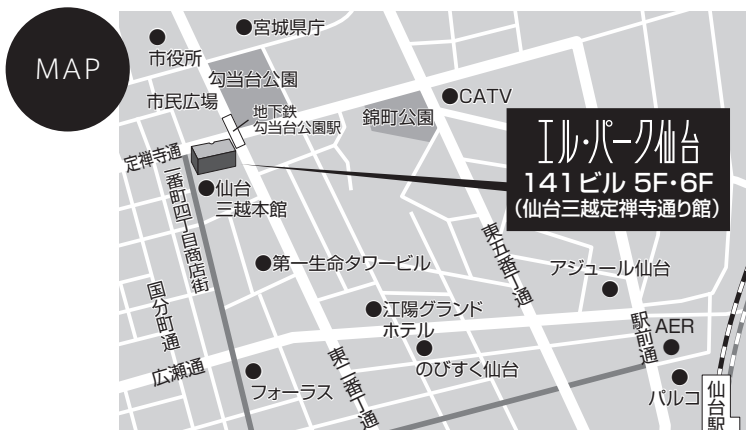 MAP
宮城県庁
市役所
勾当台公園
市民広場
地下鉄
勾当台公園駅
CATV
錦町公園
エル・パーク仙台
141ビル 5F・6F
(仙台三越定禅寺通り館)
定禅寺通
仙台
三越本館
一番町四丁目商店街
東五番丁通
第一生命タワービル
アジュール仙台
国分町通
江陽グランド
ホテル
駅前通
AER
広瀬通
東二番丁通
のびすく仙台
フォーラス
パルコ
仙台駅